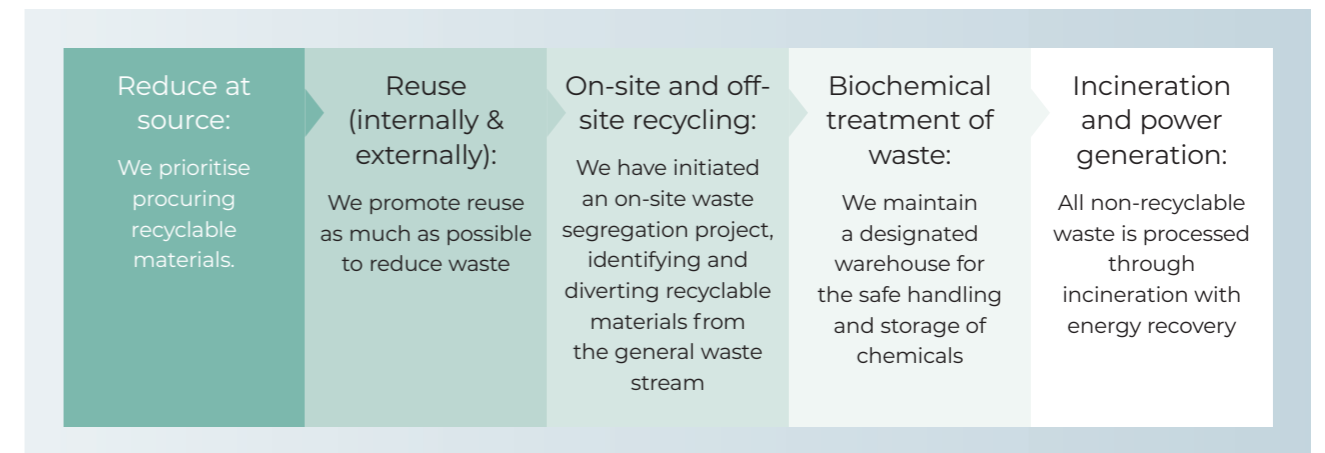 Reduce at
source:
We prioritise
procuring
recyclable
materials.
Reuse
(internally &
externally):
We promote reuse
as much as possible
to reduce waste
On-site and off-
site recycling:
We have initiated
an on-site waste
segregation project,
identifying and
diverting recyclable
materials from
the general waste
stream
Biochemical
treatment of
waste:
We maintain
a designated
warehouse for
the safe handling
and storage of
chemicals
Incineration
and power
generation:
All non-recyclable
waste is processed
through
incineration with
energy recovery